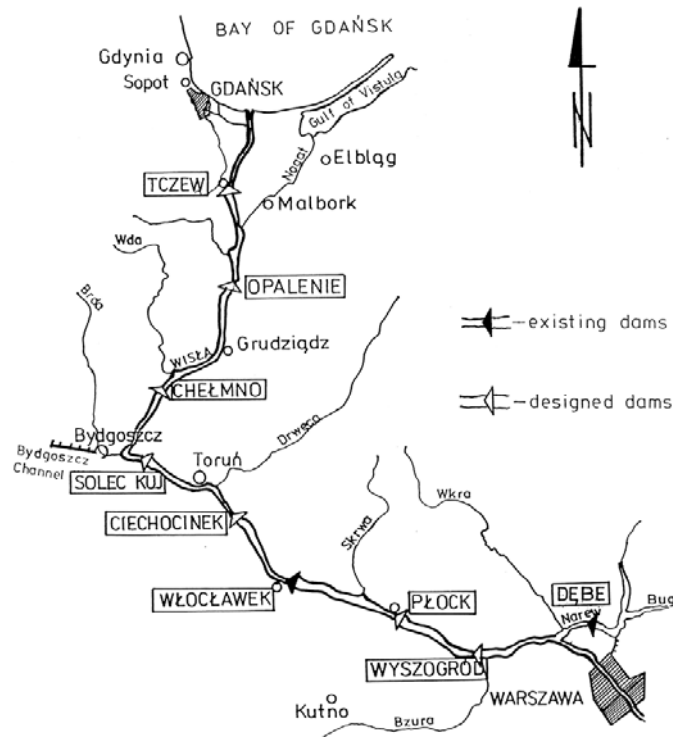 BAY OF GDAŃSK
Gdynia
Sopot
GDAŃSK
Gulf of Vistula
Nogat
Elbląg
TCZEW
Malbork
Wda
OPALENIE
Brda
-existing dams
WISŁA
Grudziądz
CHEŁMNO
-designed dams
Bydgoszcz
Bydgoszcz
Channel
Toruń
Drwęca
SOLEC KUJ
CIECHOCINEK
Skrwa
Wkra
WŁOCŁAWEK
PŁOCK
DĘBE
Narew
Bug
WYSZOGRÓD
WARSZAWA
Kutno
Bzura
N